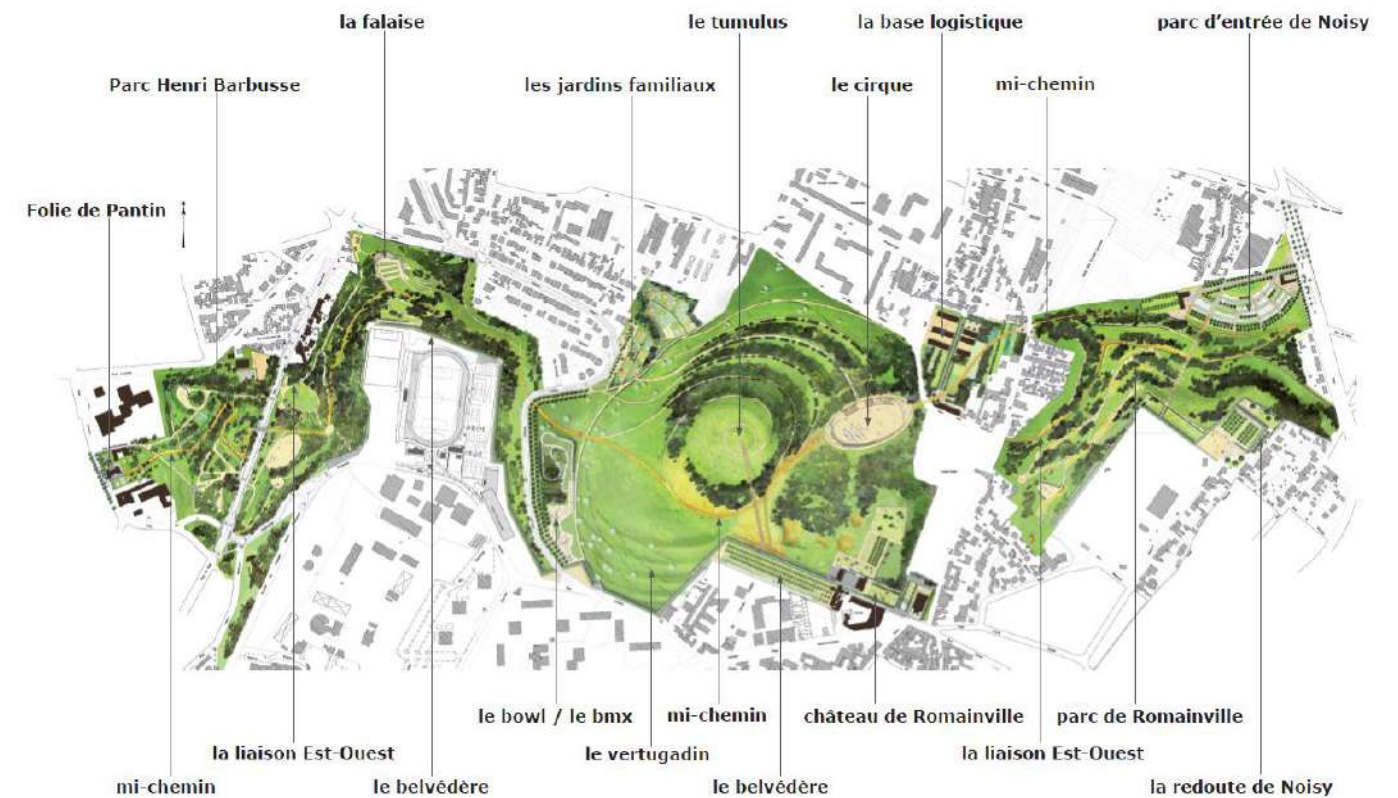 la falaise
le tumulus
la base logistique
parc d'entrée de Noisy
Parc Henri Barbusse
les jardins familiaux
le cirque
mi-chemin
Folie de Pantin
le bowl / le bmx
mi-chemin
château de Romainville
parc de Romainville
la liaison Est-Ouest
le vertugadin
la liaison Est-Ouest
mi-chemin
le belvédère
le belvédère
la redoute de Noisy